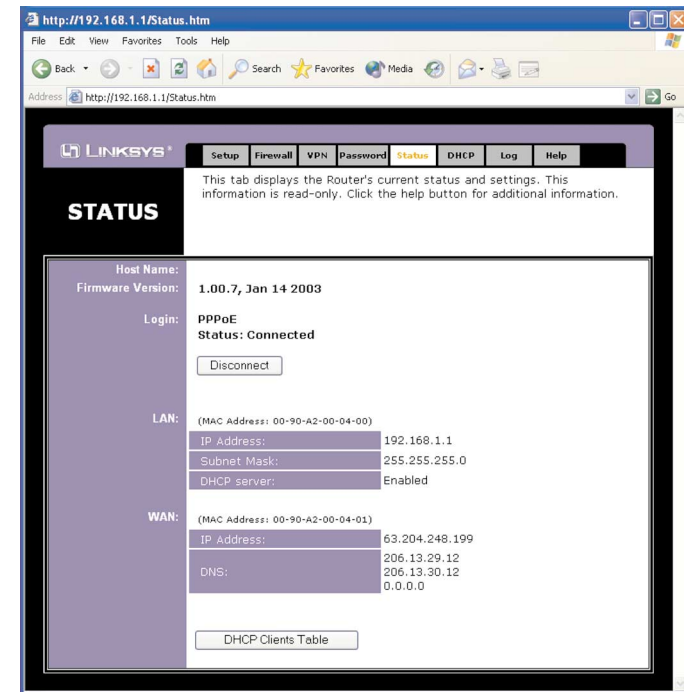 http://192.168.1.1/Status.htm
File Edit View Favorites Tools Help
Back Search Favorites Media
Address http://192.168.1.1/Status.htm Go
LINKSYS®
Setup Firewall VPN Password Status DHCP Log Help
STATUS
This tab displays the Router's current status and settings. This
information is read-only. Click the help button for additional information.
Host Name:
Firmware Version: 1.00.7, Jan 14 2003
Login: PPPoE
Status: Connected
Disconnect
LAN: (MAC Address: 00-90-A2-00-04-00)
IP Address: 192.168.1.1
Subnet Mask: 255.255.255.0
DHCP server: Enabled
WAN: (MAC Address: 00-90-A2-00-04-01)
IP Address: 63.204.248.199
DNS: 206.13.29.12
206.13.30.12
0.0.0.0
DHCP Clients Table